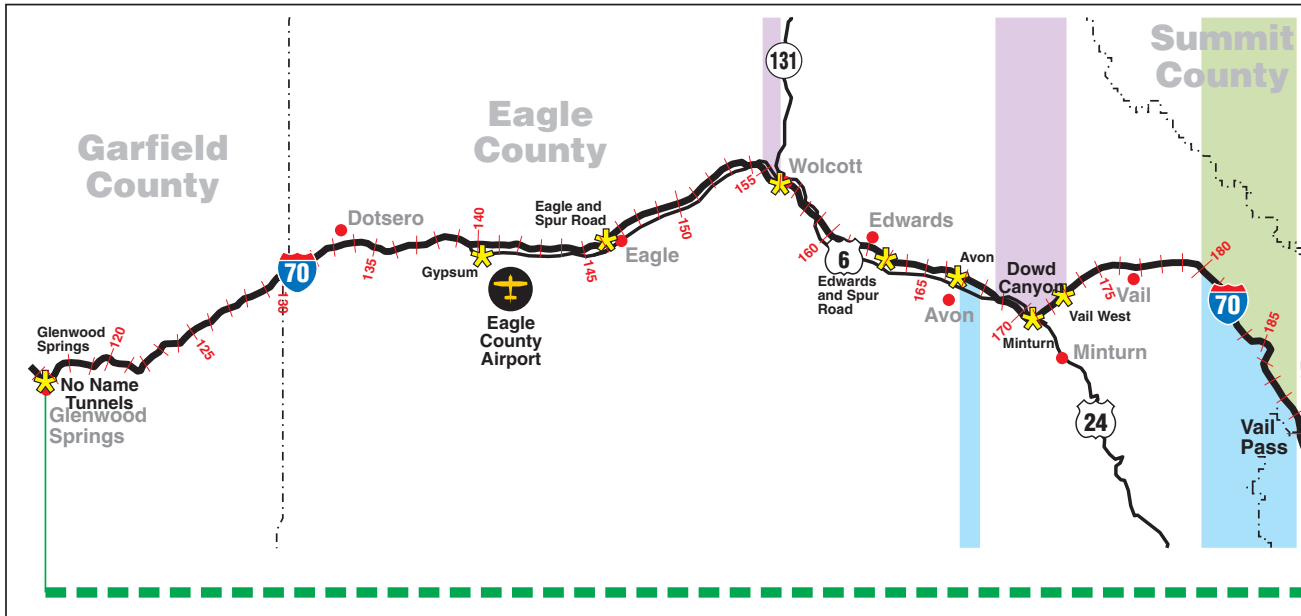 Summit
County
131
Eagle
County
Garfield
County
Wolcott
155
Dotsero
140
Eagle and
Spur Road
150
Edwards
160
6
135
Gypsum
145
Eagle
Avon
Dowd
Canyon
180
70
130
Edwards
and Spur
Road
165
175
Vail
70
Eagle
County
Airport
Avon
170
Vail West
Minturn
185
Glenwood
Springs
120
125
Minturn
No Name
Tunnels
Glenwood
Springs
24
Vail
Pass